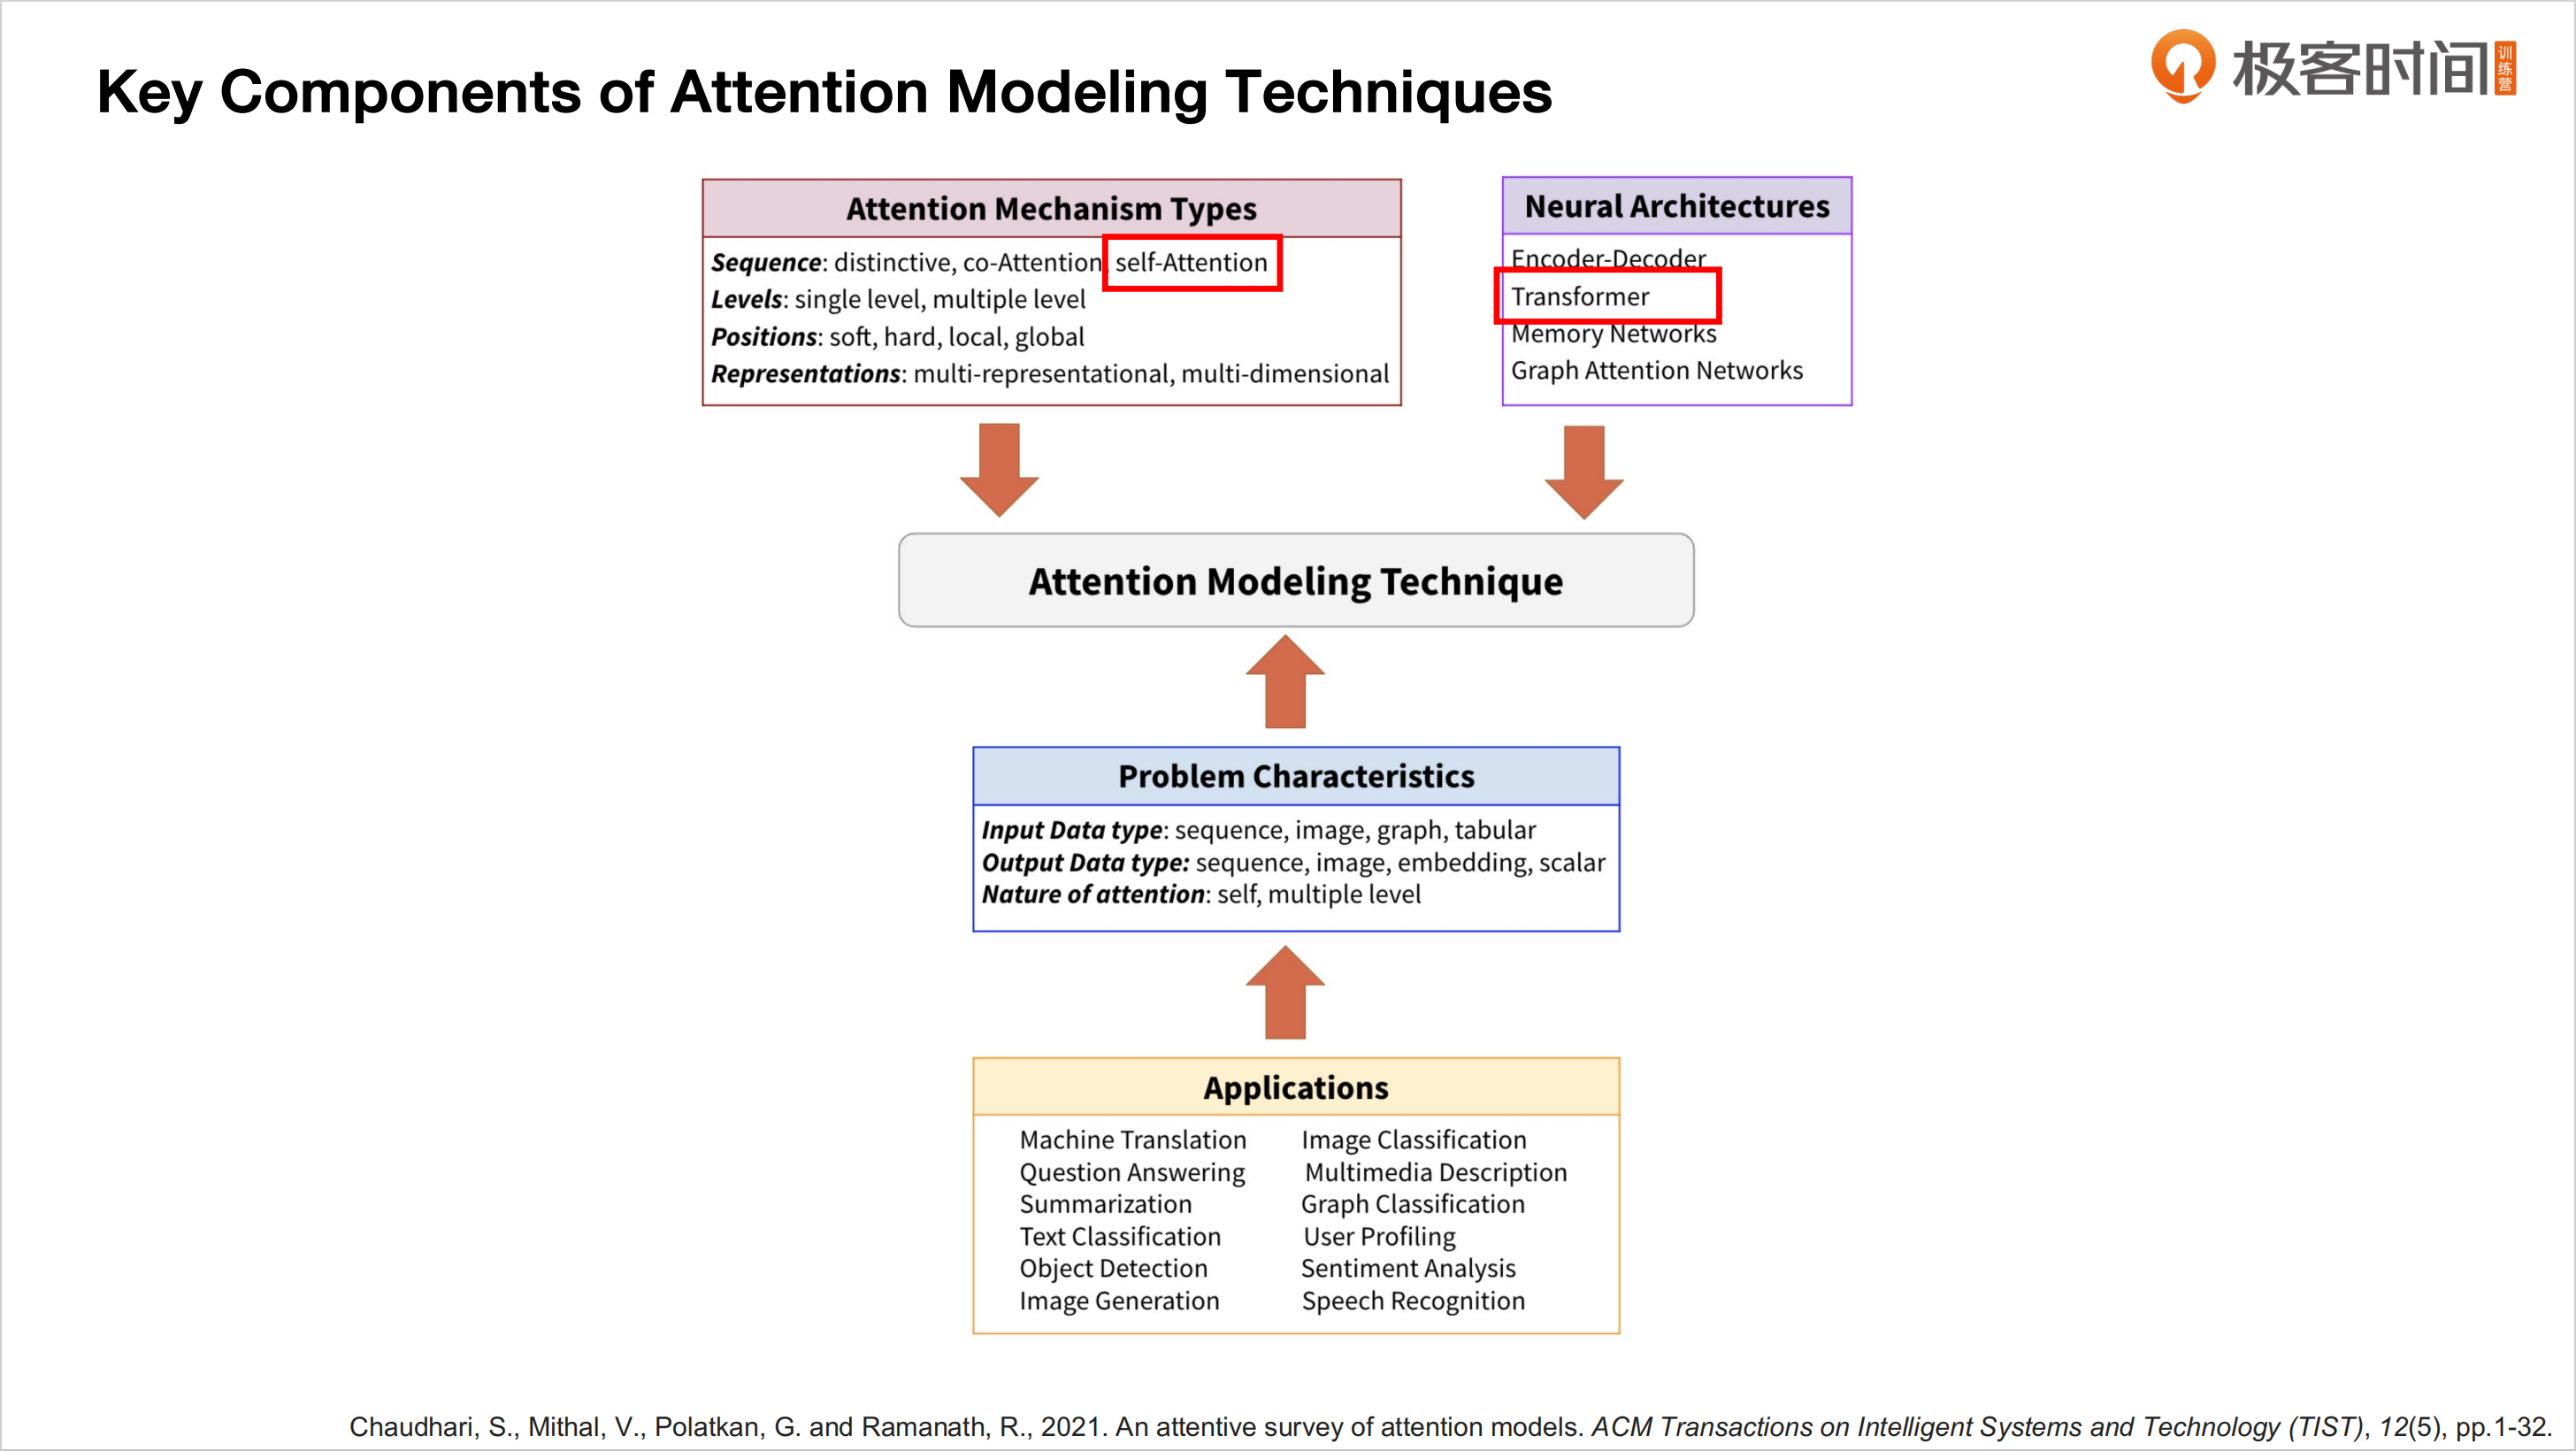 Key Components of Attention Modeling Techniques
极客时间
训练营
Attention Mechanism Types
Sequence: distinctive, co-Attention, self-Attention
Levels: single level, multiple level
Positions: soft, hard, local, global
Representations: multi-representational, multi-dimensional
Neural Architectures
Encoder-Decoder
Transformer
Memory Networks
Graph Attention Networks
Attention Modeling Technique
Problem Characteristics
Input Data type: sequence, image, graph, tabular
Output Data type: sequence, image, embedding, scalar
Nature of attention: self, multiple level
Applications
Machine Translation
Question Answering
Summarization
Text Classification
Object Detection
Image Generation
Image Classification
Multimedia Description
Graph Classification
User Profiling
Sentiment Analysis
Speech Recognition
Chaudhari, S., Mithal, V., Polatkan, G. and Ramanath, R., 2021. An attentive survey of attention models. ACM Transactions on Intelligent Systems and Technology (TIST), 12(5), pp.1-32.